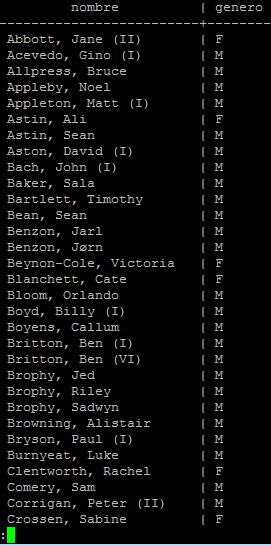 nombre | genero
---------------------------+--------
Abbott, Jane (II) | F
Acevedo, Gino (I) | M
Allpress, Bruce | M
Appleby, Noel | M
Appleton, Matt (I) | M
Astin, Ali | F
Astin, Sean | M
Aston, David (I) | M
Bach, John (I) | M
Baker, Sala | M
Bartlett, Timothy | M
Bean, Sean | M
Benzon, Jarl | M
Benzon, Jørn | M
Beynon-Cole, Victoria | F
Blanchett, Cate | F
Bloom, Orlando | M
Boyd, Billy (I) | M
Boyens, Callum | M
Britton, Ben (I) | M
Britton, Ben (VI) | M
Brophy, Jed | M
Brophy, Riley | M
Brophy, Sadwyn | M
Browning, Alistair | M
Bryson, Paul (I) | M
Burnyeat, Luke | M
Clentworth, Rachel | F
Comery, Sam | M
Corrigan, Peter (II) | M
Crossen, Sabine | F
: